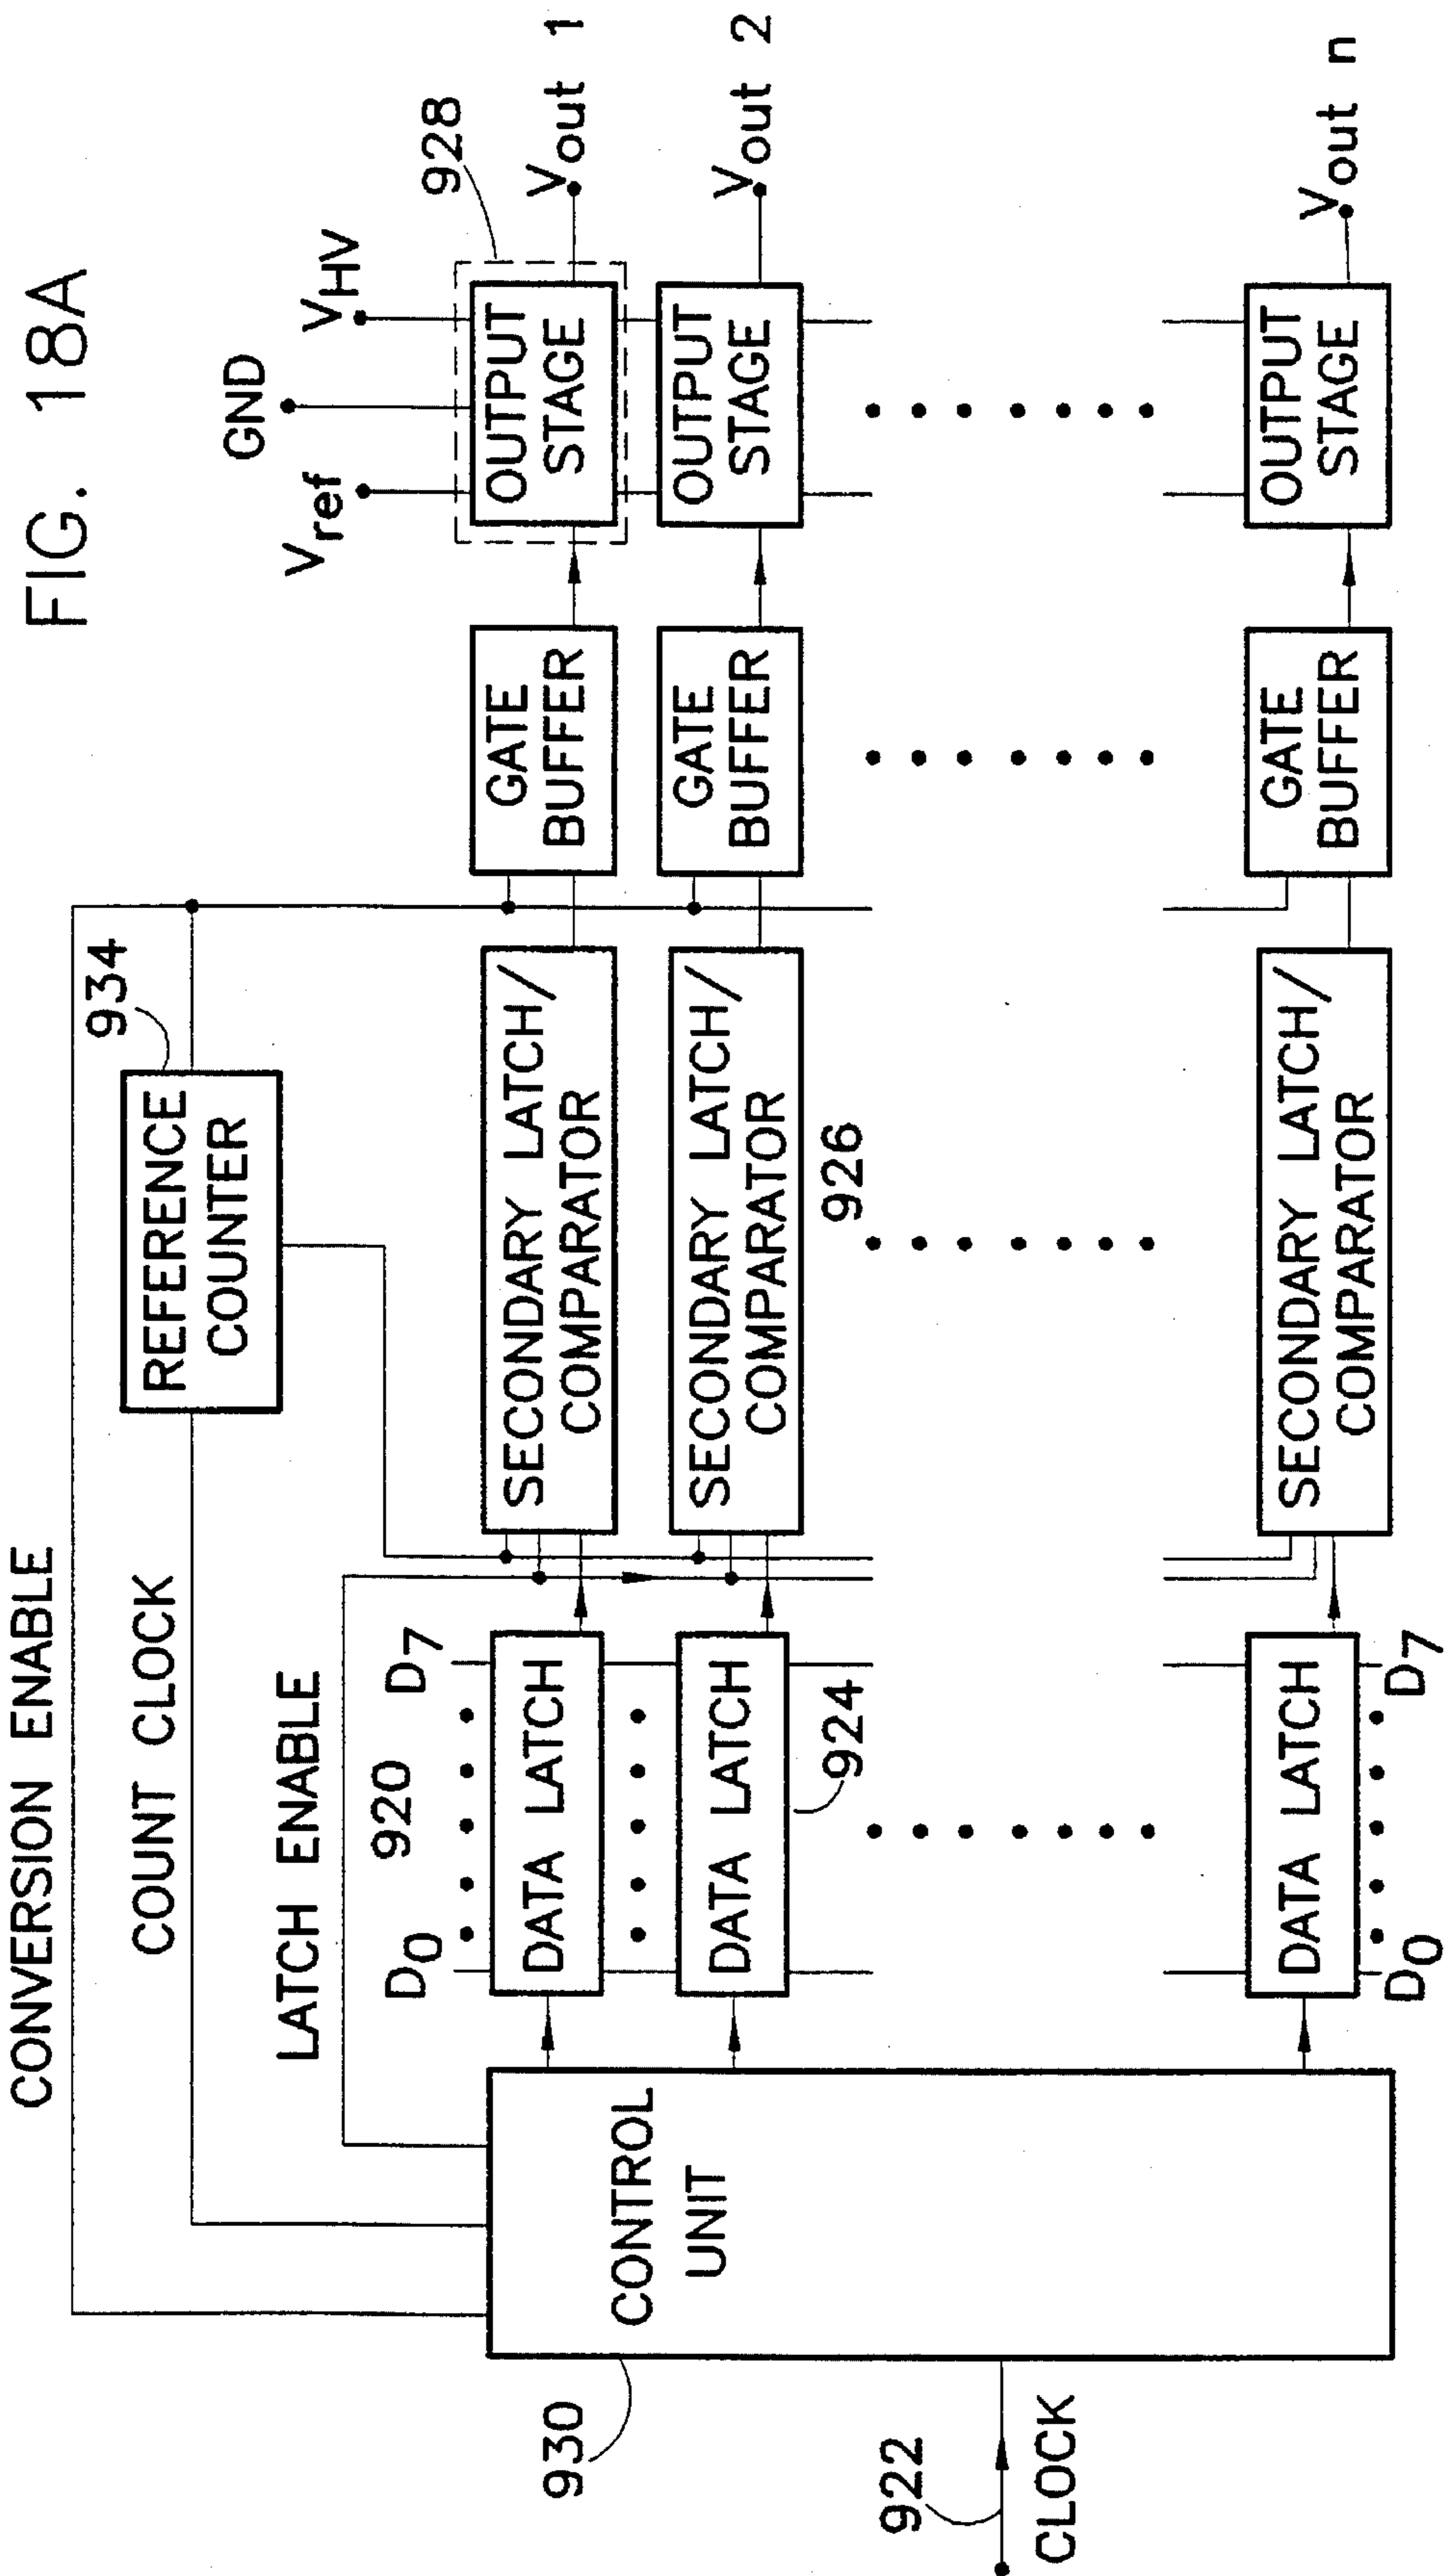 FIG. 18A
CONVERSION ENABLE
COUNT CLOCK
934
REFERENCE
COUNTER
LATCH ENABLE
GND
Vref
VHV
928
D0
920
D7
930
CONTROL
UNIT
922
CLOCK
DATA LATCH
SECONDARY LATCH/
COMPARATOR
GATE
BUFFER
OUTPUT
STAGE
Vout 1
DATA LATCH
924
SECONDARY LATCH/
COMPARATOR
926
GATE
BUFFER
OUTPUT
STAGE
Vout 2
DATA LATCH
D0
D7
SECONDARY LATCH/
COMPARATOR
GATE
BUFFER
OUTPUT
STAGE
Vout n